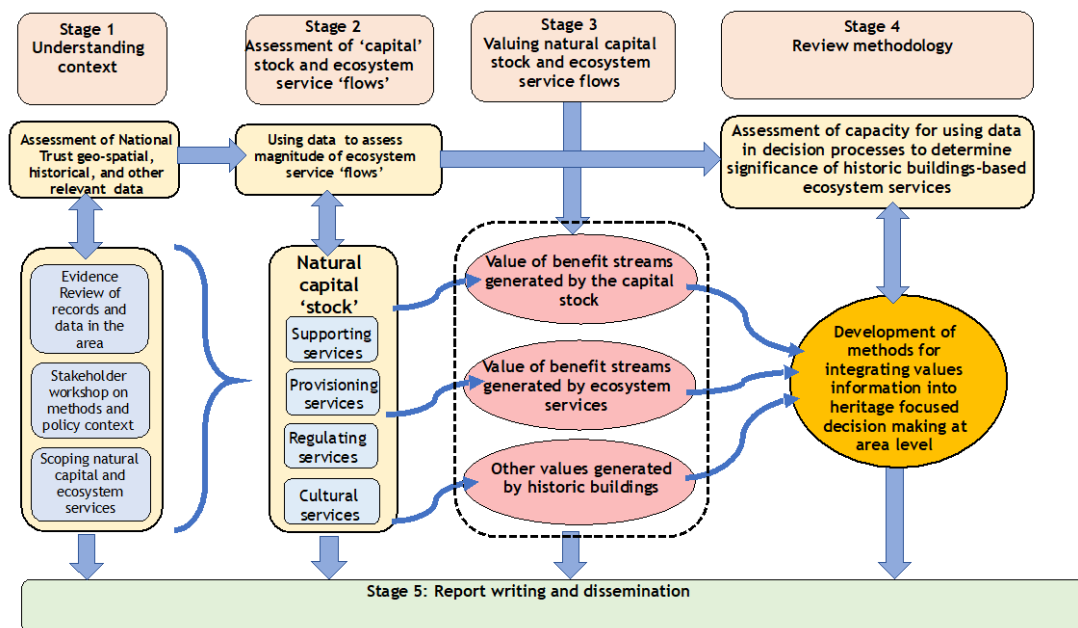 Stage 1
Understanding
context
Stage 2
Assessment of ‘capital’
stock and ecosystem
service ‘flows’
Stage 3
Valuing natural capital
stock and ecosystem
service flows
Stage 4
Review methodology
Assessment of National
Trust geo-spatial,
historical, and other
relevant data
Using data to assess
magnitude of ecosystem
service ‘flows’
Assessment of capacity for using data
in decision processes to determine
significance of historic buildings-based
ecosystem services
Evidence
Review of
records and
data in the
area
Stakeholder
workshop on
methods and
policy context
Scoping natural
capital and
ecosystem
services
Natural
capital
‘stock’
Supporting
services
Provisioning
services
Regulating
services
Cultural
services
Value of benefit streams
generated by the capital
stock
Value of benefit streams
generated by ecosystem
services
Other values generated
by historic buildings
Development of
methods for
integrating values
information into
heritage focused
decision making at
area level
Stage 5: Report writing and dissemination